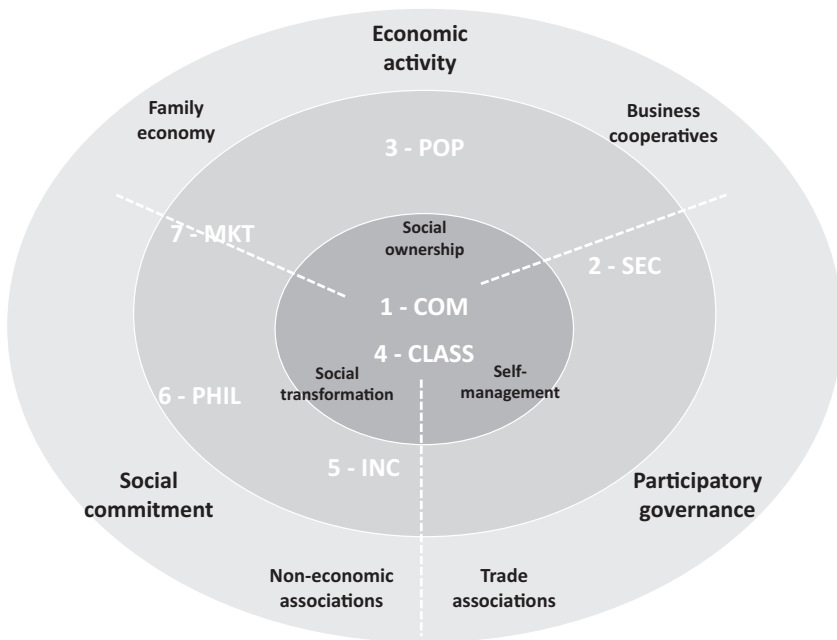 Economic
activity
Family
economy
Business
cooperatives
3 - POP
7 - MKT
Social
ownership
2 - SEC
1 - COM
4 - CLASS
Social
transformation
Self-
management
6 - PHIL
5 - INC
Social
commitment
Participatory
governance
Non-economic
associations
Trade
associations